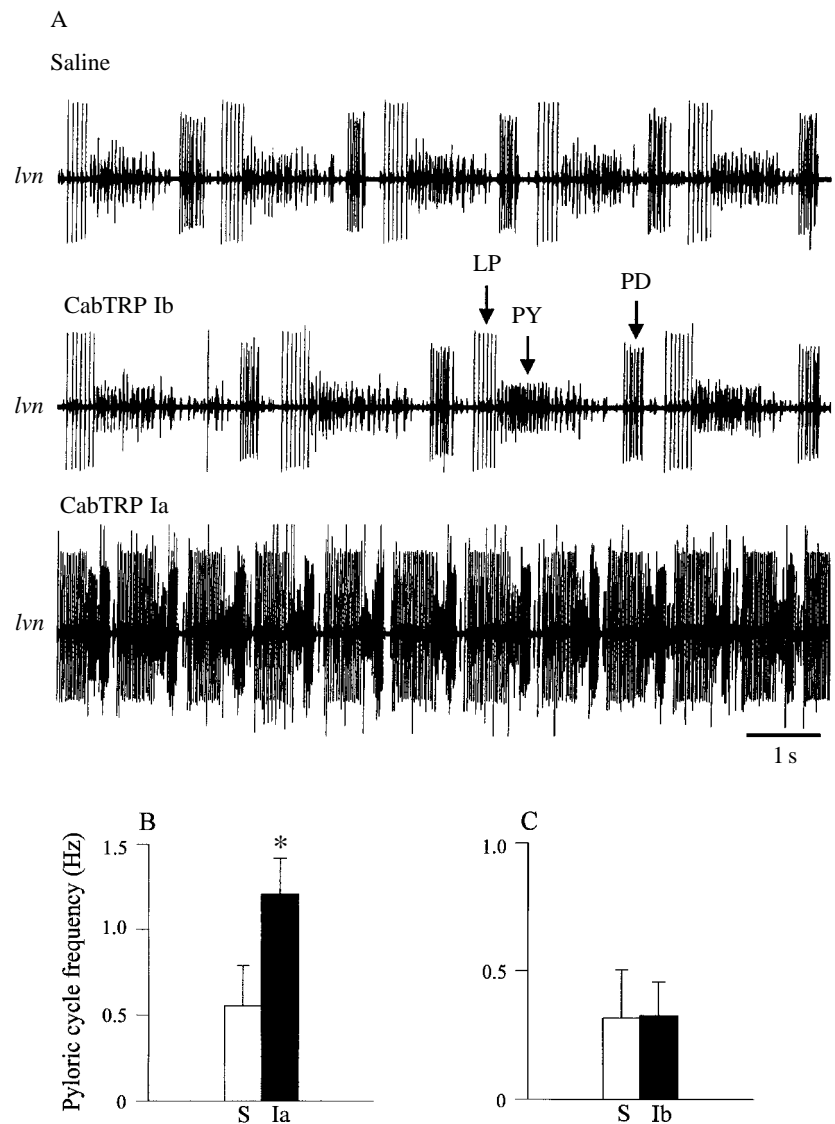 A
Saline
lvn
LP
PD
CabTRP Ib
PY
lvn
CabTRP Ia
lvn
1 s
B
Pyloric cycle frequency (Hz)
1.5
*
1.0
0.5
0
S Ia
C
1.0
0.5
0
S Ib